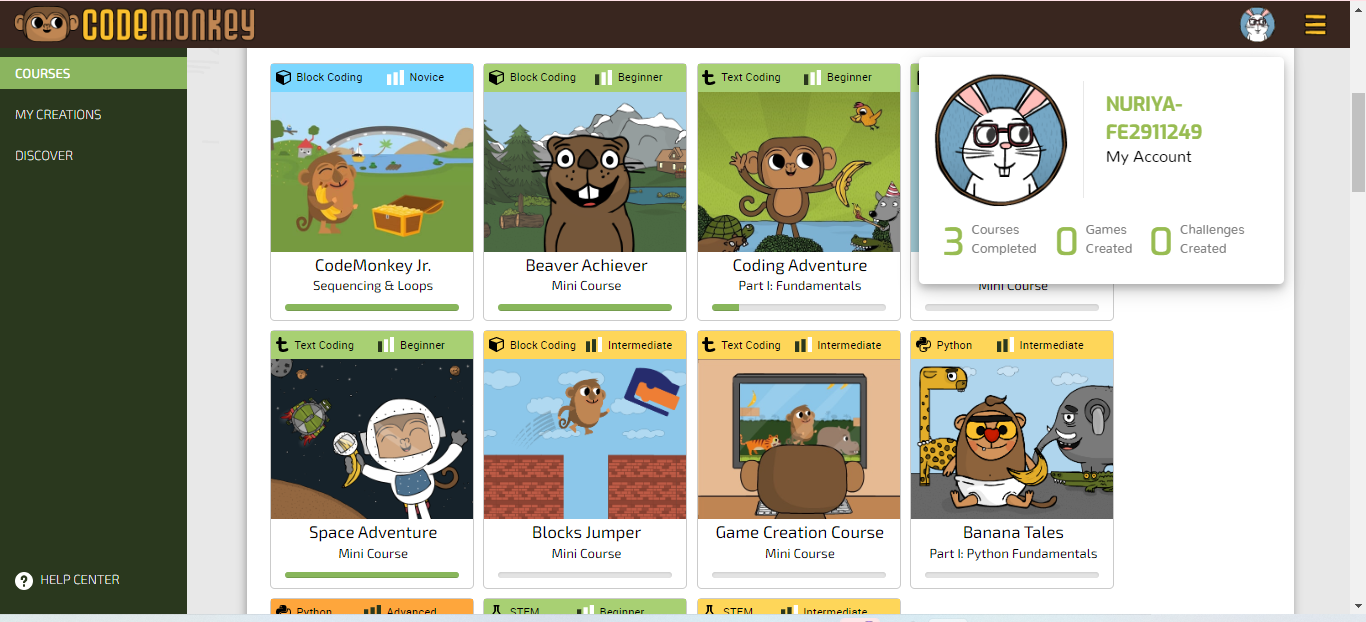 CODEMONKEY
COURSES
MY CREATIONS
DISCOVER
HELP CENTER
Block Coding Novice
CodeMonkey Jr.
Sequencing & Loops
Block Coding Beginner
Beaver Achiever
Mini Course
Text Coding Beginner
Coding Adventure
Part I: Fundamentals
NURIYA-
FE2911249
My Account
3 Courses Completed
0 Games Created
0 Challenges Created
Mini Course
Text Coding Beginner
Space Adventure
Mini Course
Block Coding Intermediate
Blocks Jumper
Mini Course
Text Coding Intermediate
Game Creation Course
Mini Course
Python Intermediate
Banana Tales
Part I: Python Fundamentals
Python Advanced
STEM Beginner
STEM Intermediate